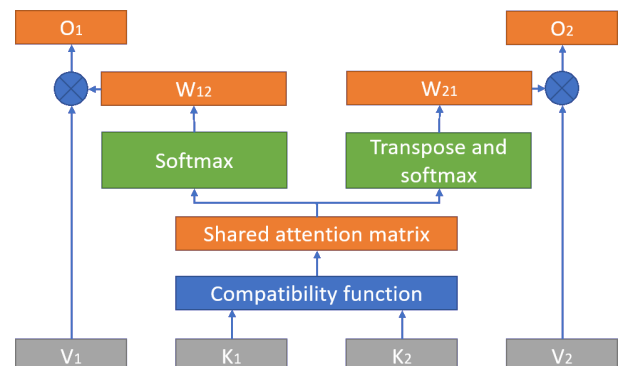 O1
O2
W12
W21
Softmax
Transpose and
softmax
Shared attention matrix
Compatibility function
V1
K1
K2
V2